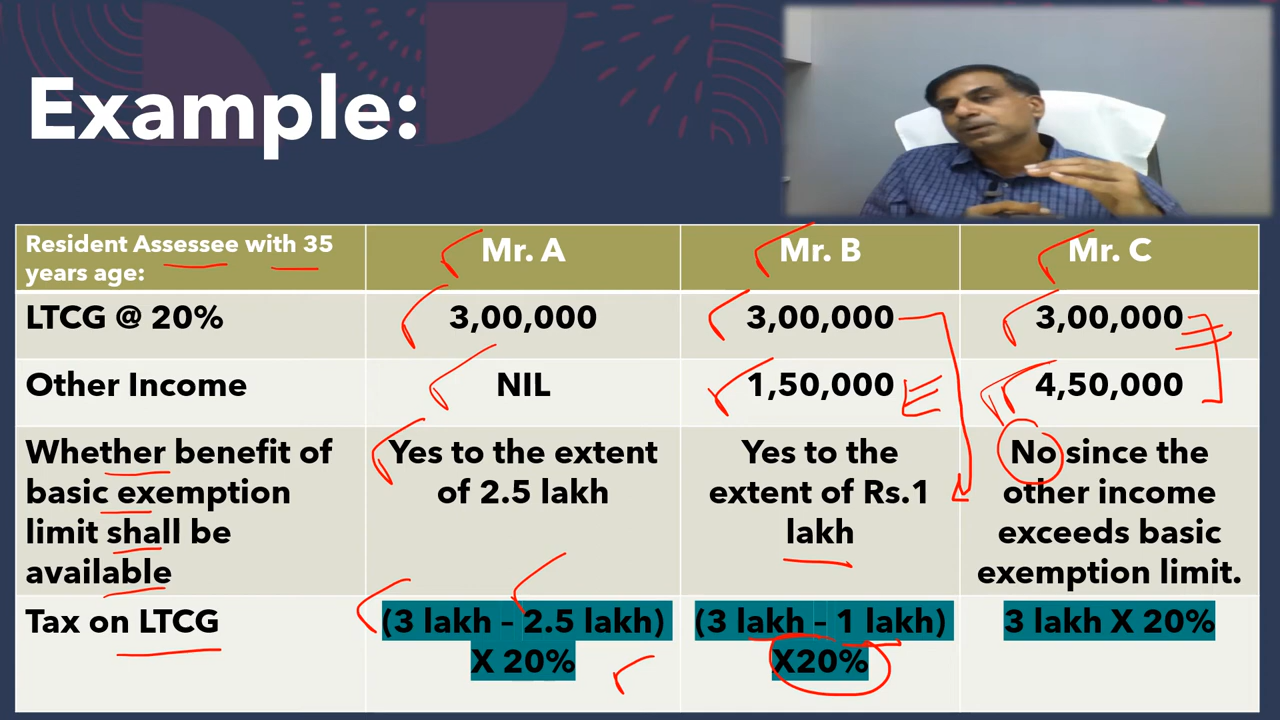 Example:
Resident Assessee with 35
years age:
Mr. A
Mr. B
Mr. C
LTCG @ 20%
3,00,000
3,00,000
3,00,000
Other Income
NIL
1,50,000
4,50,000
Whether benefit of
basic exemption
limit shall be
available
Yes to the extent
of 2.5 lakh
Yes to the
extent of Rs.1
lakh
No since the
other income
exceeds basic
exemption limit.
Tax on LTCG
(3 lakh – 2.5 lakh)
X 20%
(3 lakh – 1 lakh)
X20%
3 lakh X 20%